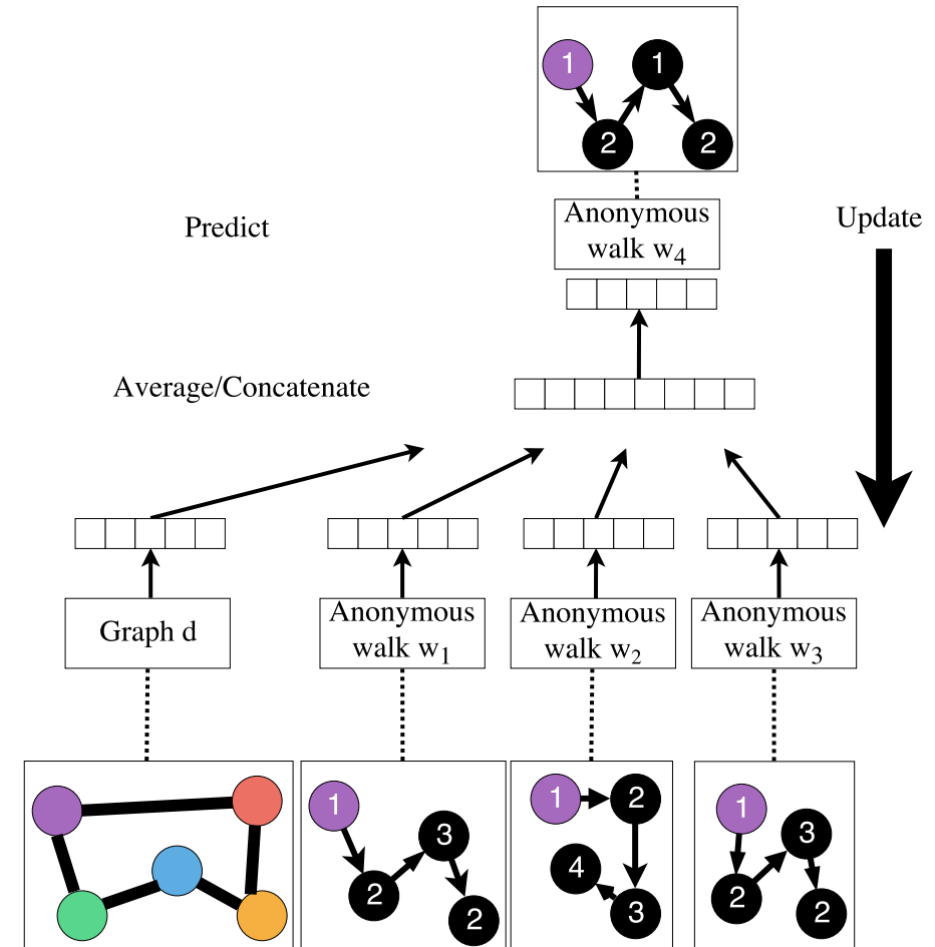 1
1
2
2
Predict
Anonymous
walk w4
Update
Average/Concatenate
Graph d
Anonymous
walk w1
Anonymous
walk w2
Anonymous
walk w3
1
2
3
2
1
2
4
3
1
3
2
2